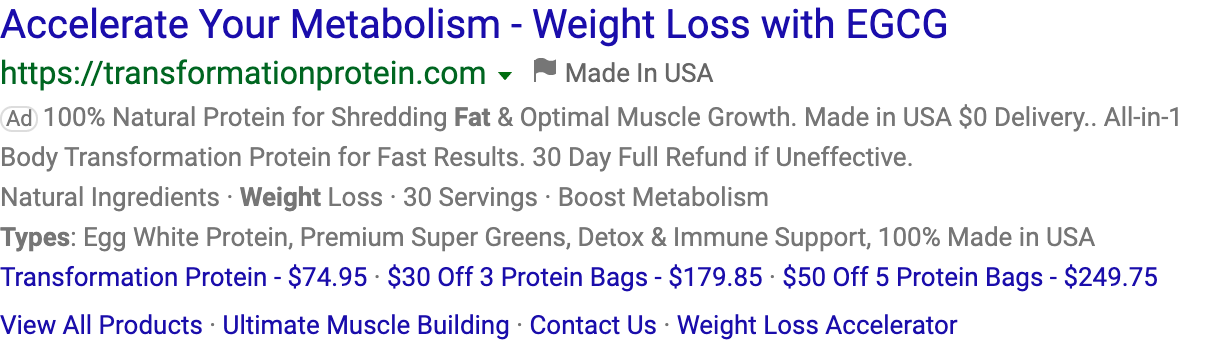 Accelerate Your Metabolism - Weight Loss with EGCG
https://transformationprotein.com Made In USA
Ad 100% Natural Protein for Shredding Fat & Optimal Muscle Growth. Made in USA $0 Delivery.. All-in-1
Body Transformation Protein for Fast Results. 30 Day Full Refund if Uneffective.
Natural Ingredients · Weight Loss · 30 Servings · Boost Metabolism
Types: Egg White Protein, Premium Super Greens, Detox & Immune Support, 100% Made in USA
Transformation Protein - $74.95 · $30 Off 3 Protein Bags - $179.85 · $50 Off 5 Protein Bags - $249.75
View All Products · Ultimate Muscle Building · Contact Us · Weight Loss Accelerator